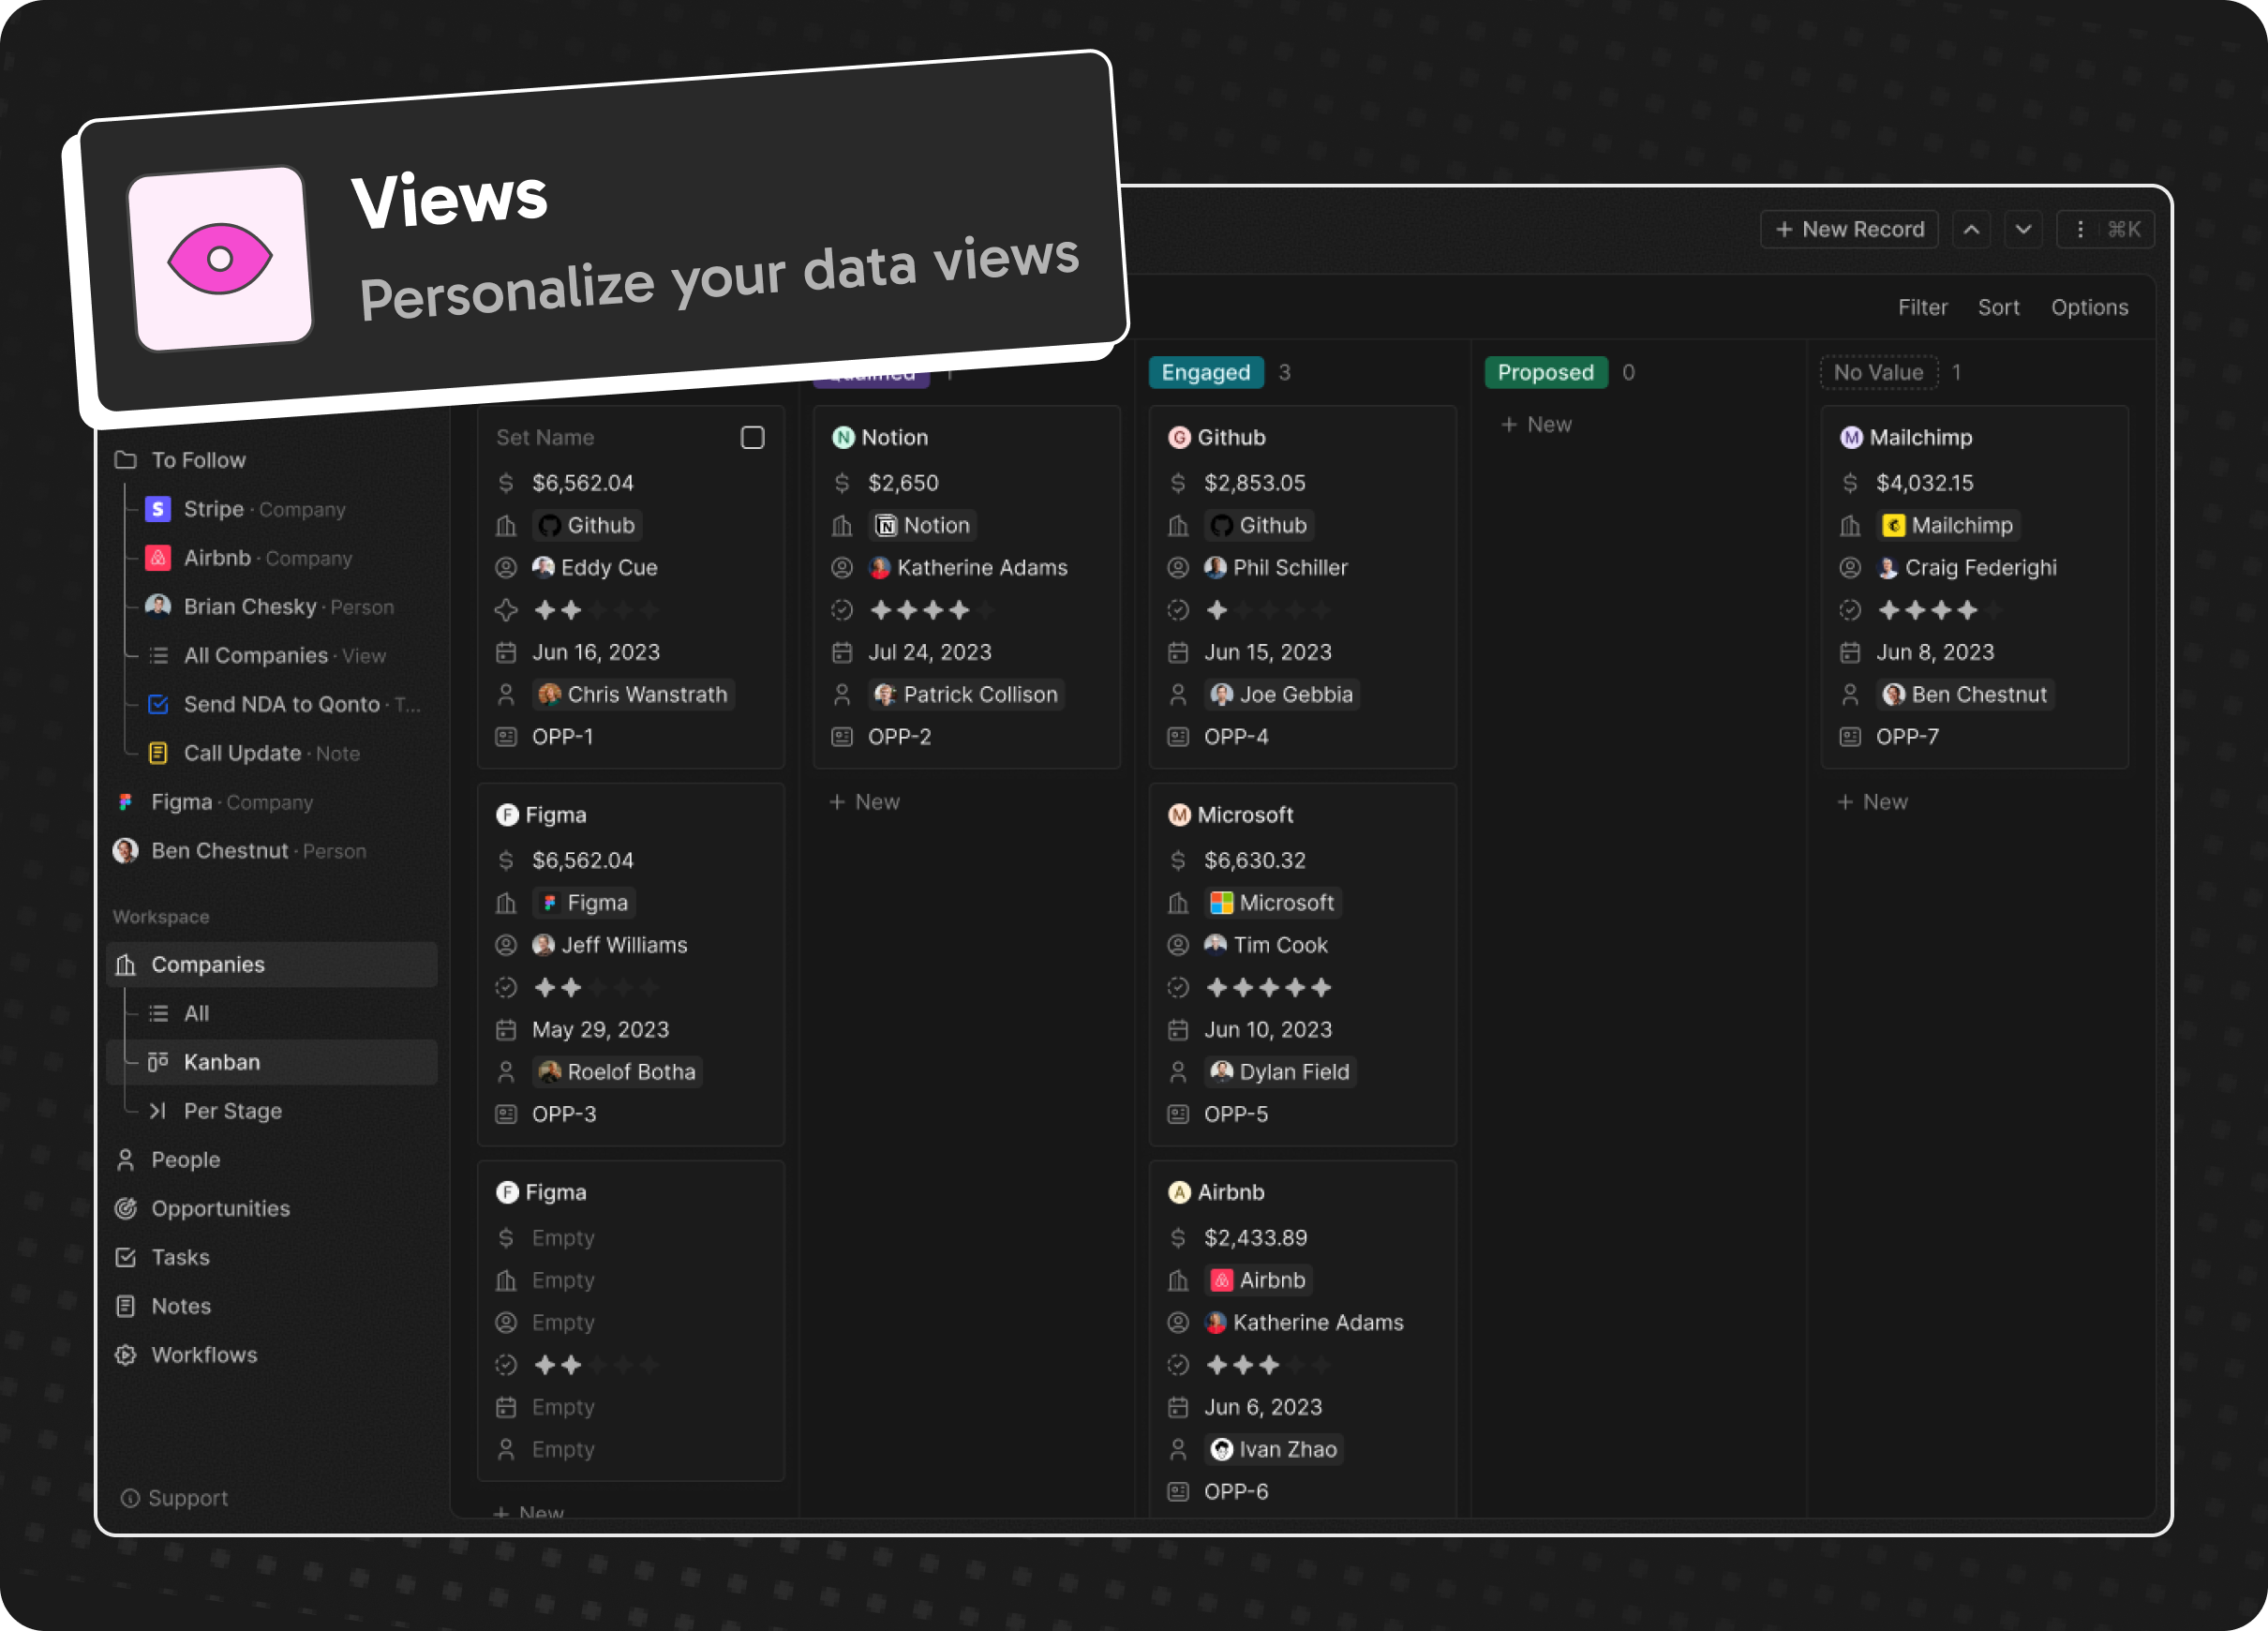 Views
Personalize your data views
+ New Record
⌘K
Filter
Sort
Options
To Follow
Stripe · Company
Airbnb · Company
Brian Chesky · Person
All Companies · View
Send NDA to Qonto · T...
Call Update · Note
Figma · Company
Ben Chestnut · Person
Workspace
Companies
All
Kanban
Per Stage
People
Opportunities
Tasks
Notes
Workflows
Support
Set Name
$6,562.04
Github
Eddy Cue
Jun 16, 2023
Chris Wanstrath
OPP-1
F Figma
$6,562.04
Figma
Jeff Williams
May 29, 2023
Roelof Botha
OPP-3
F Figma
Empty
Empty
Empty
Empty
Empty
+ New
Qualified 1
N Notion
$2,650
Notion
Katherine Adams
Jul 24, 2023
Patrick Collison
OPP-2
+ New
Engaged 3
G Github
$2,853.05
Github
Phil Schiller
Jun 15, 2023
Joe Gebbia
OPP-4
M Microsoft
$6,630.32
Microsoft
Tim Cook
Jun 10, 2023
Dylan Field
OPP-5
A Airbnb
$2,433.89
Airbnb
Katherine Adams
Jun 6, 2023
Ivan Zhao
OPP-6
Proposed 0
+ New
No Value 1
M Mailchimp
$4,032.15
Mailchimp
Craig Federighi
Jun 8, 2023
Ben Chestnut
OPP-7
+ New